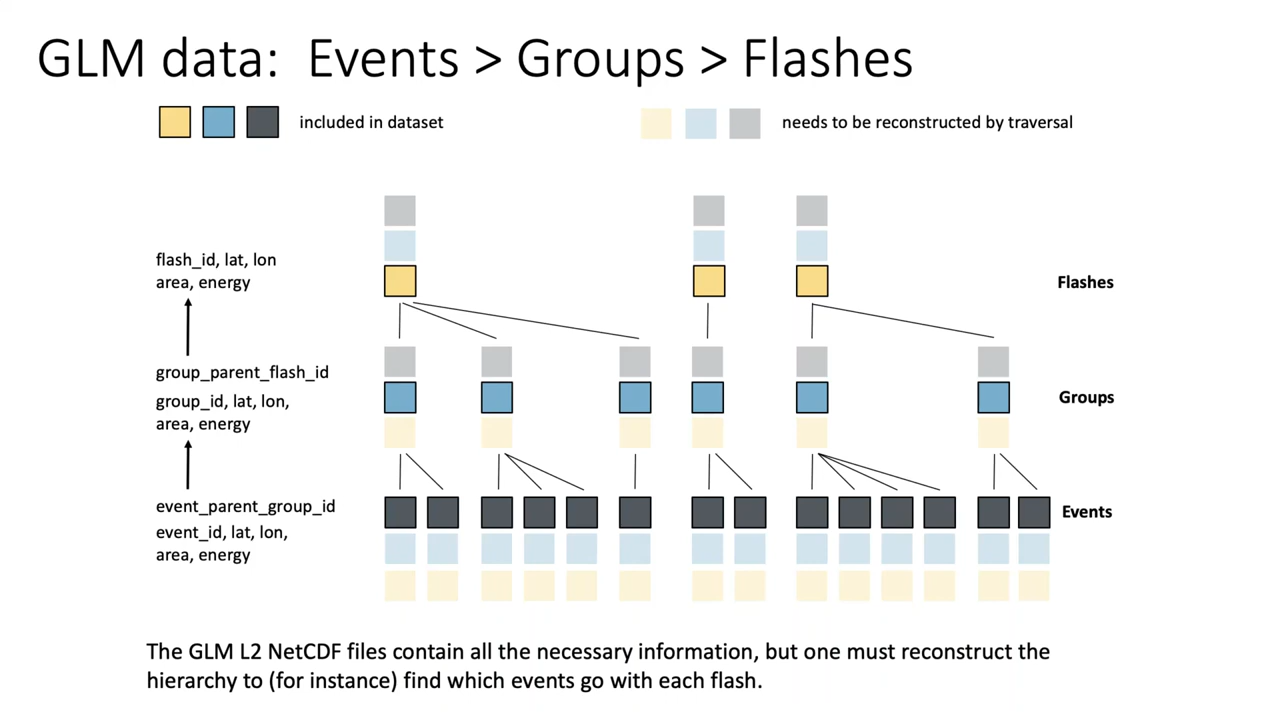 GLM data:  Events > Groups > Flashes
included in dataset
needs to be reconstructed by traversal
flash_id, lat, lon
area, energy
Flashes
group_parent_flash_id
group_id, lat, lon,
area, energy
Groups
event_parent_group_id
event_id, lat, lon,
area, energy
Events
The GLM L2 NetCDF files contain all the necessary information, but one must reconstruct the
hierarchy to (for instance) find which events go with each flash.